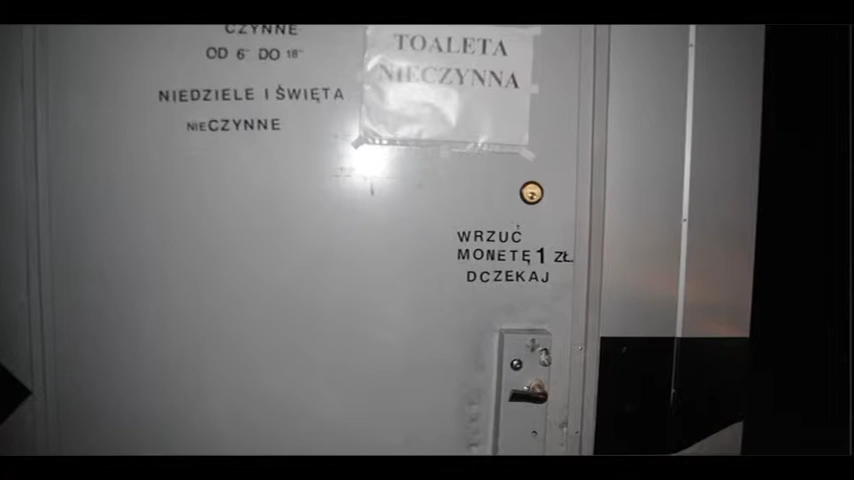 CZYNNE
OD 6⁻⁻ DO 18⁻⁻
NIEDZIELE I ŚWIĘTA
NIECZYNNE
TOALETA
NIECZYNNA
WRZUĆ
MONETĘ 1 ZŁ
DCZEKAJ